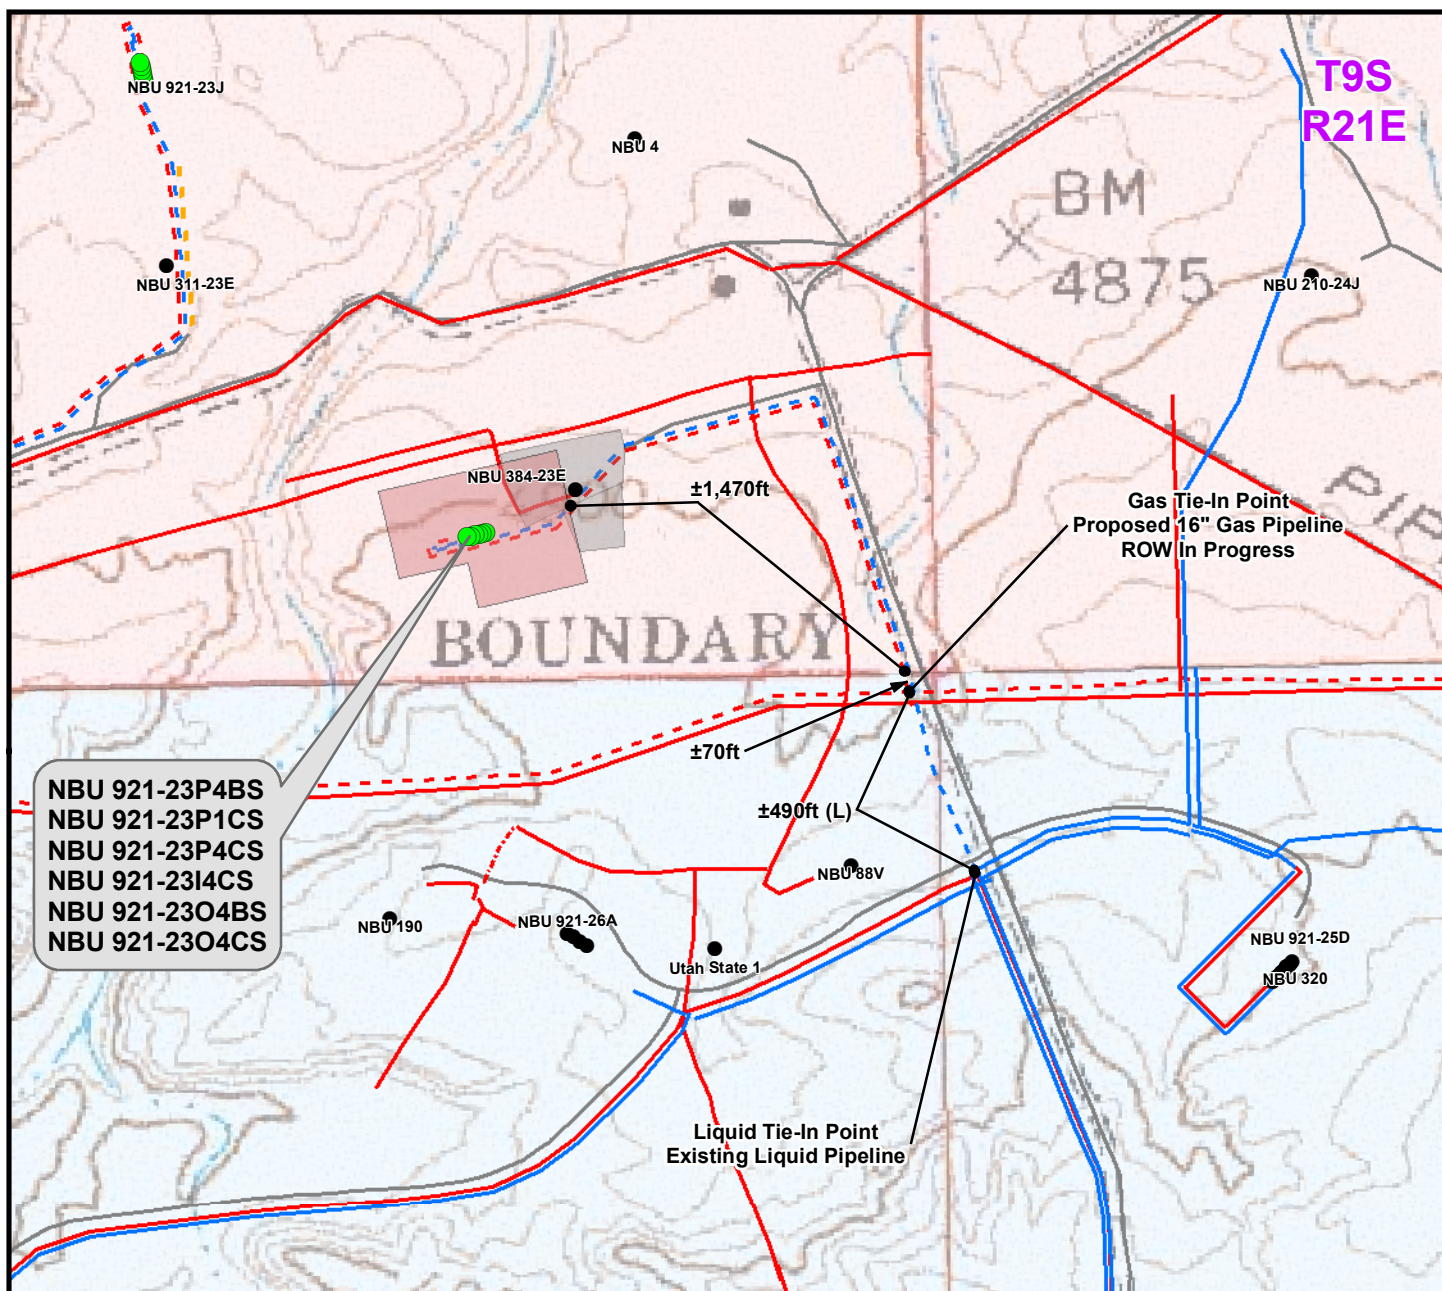 T9S
R21E
NBU 921-23J
NBU 4
BM
4875
NBU 311-23E
NBU 210-24J
NBU 384-23E
±1,470ft
Gas Tie-In Point
Proposed 16" Gas Pipeline
ROW In Progress
BOUNDARY
±70ft
±490ft (L)
NBU 921-23P4BS
NBU 921-23P1CS
NBU 921-23P4CS
NBU 921-23I4CS
NBU 921-23O4BS
NBU 921-23O4CS
NBU 88V
NBU 190
NBU 921-26A
Utah State 1
NBU 921-25D
NBU 320
Liquid Tie-In Point
Existing Liquid Pipeline